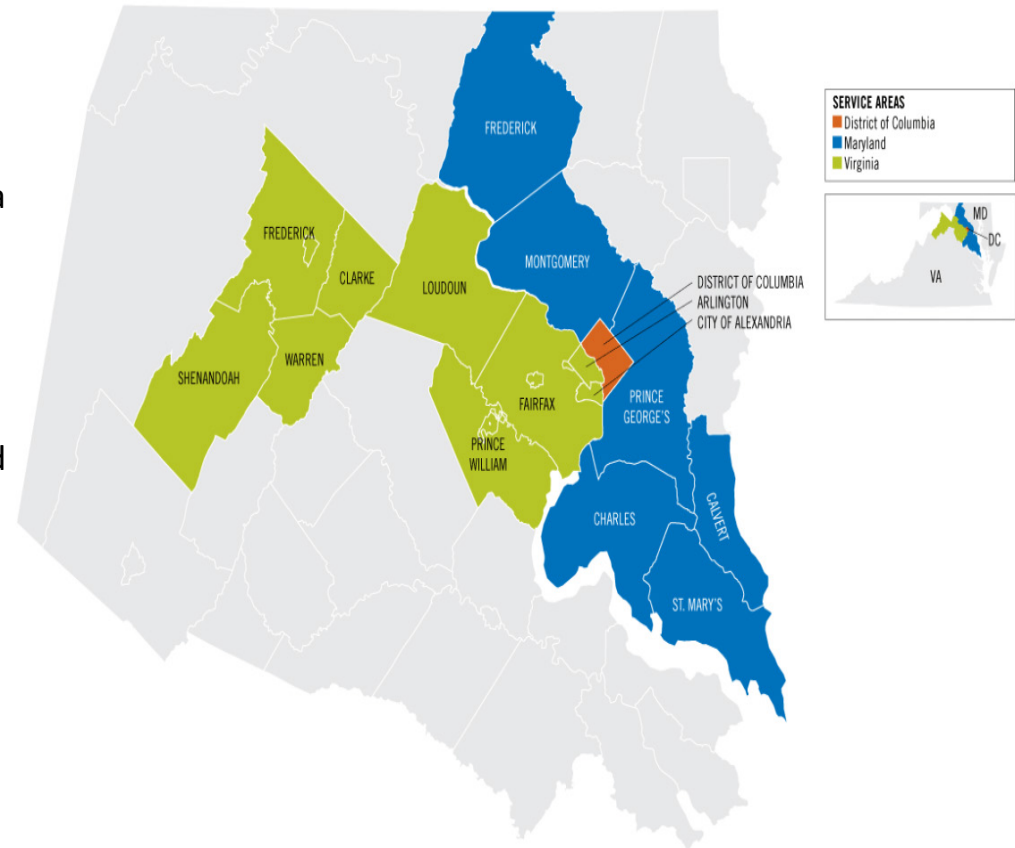 FREDERICK
SERVICE AREAS
District of Columbia
Maryland
Virginia
a
MD
DC
VA
FREDERICK
MONTGOMERY
CLARKE
LOUDOUN
DISTRICT OF COLUMBIA
ARLINGTON
CITY OF ALEXANDRIA
WARREN
SHENANDOAH
FAIRFAX
PRINCE
GEORGE'S
PRINCE
WILLIAM
d
CHARLES
CALVERT
ST. MARY'S